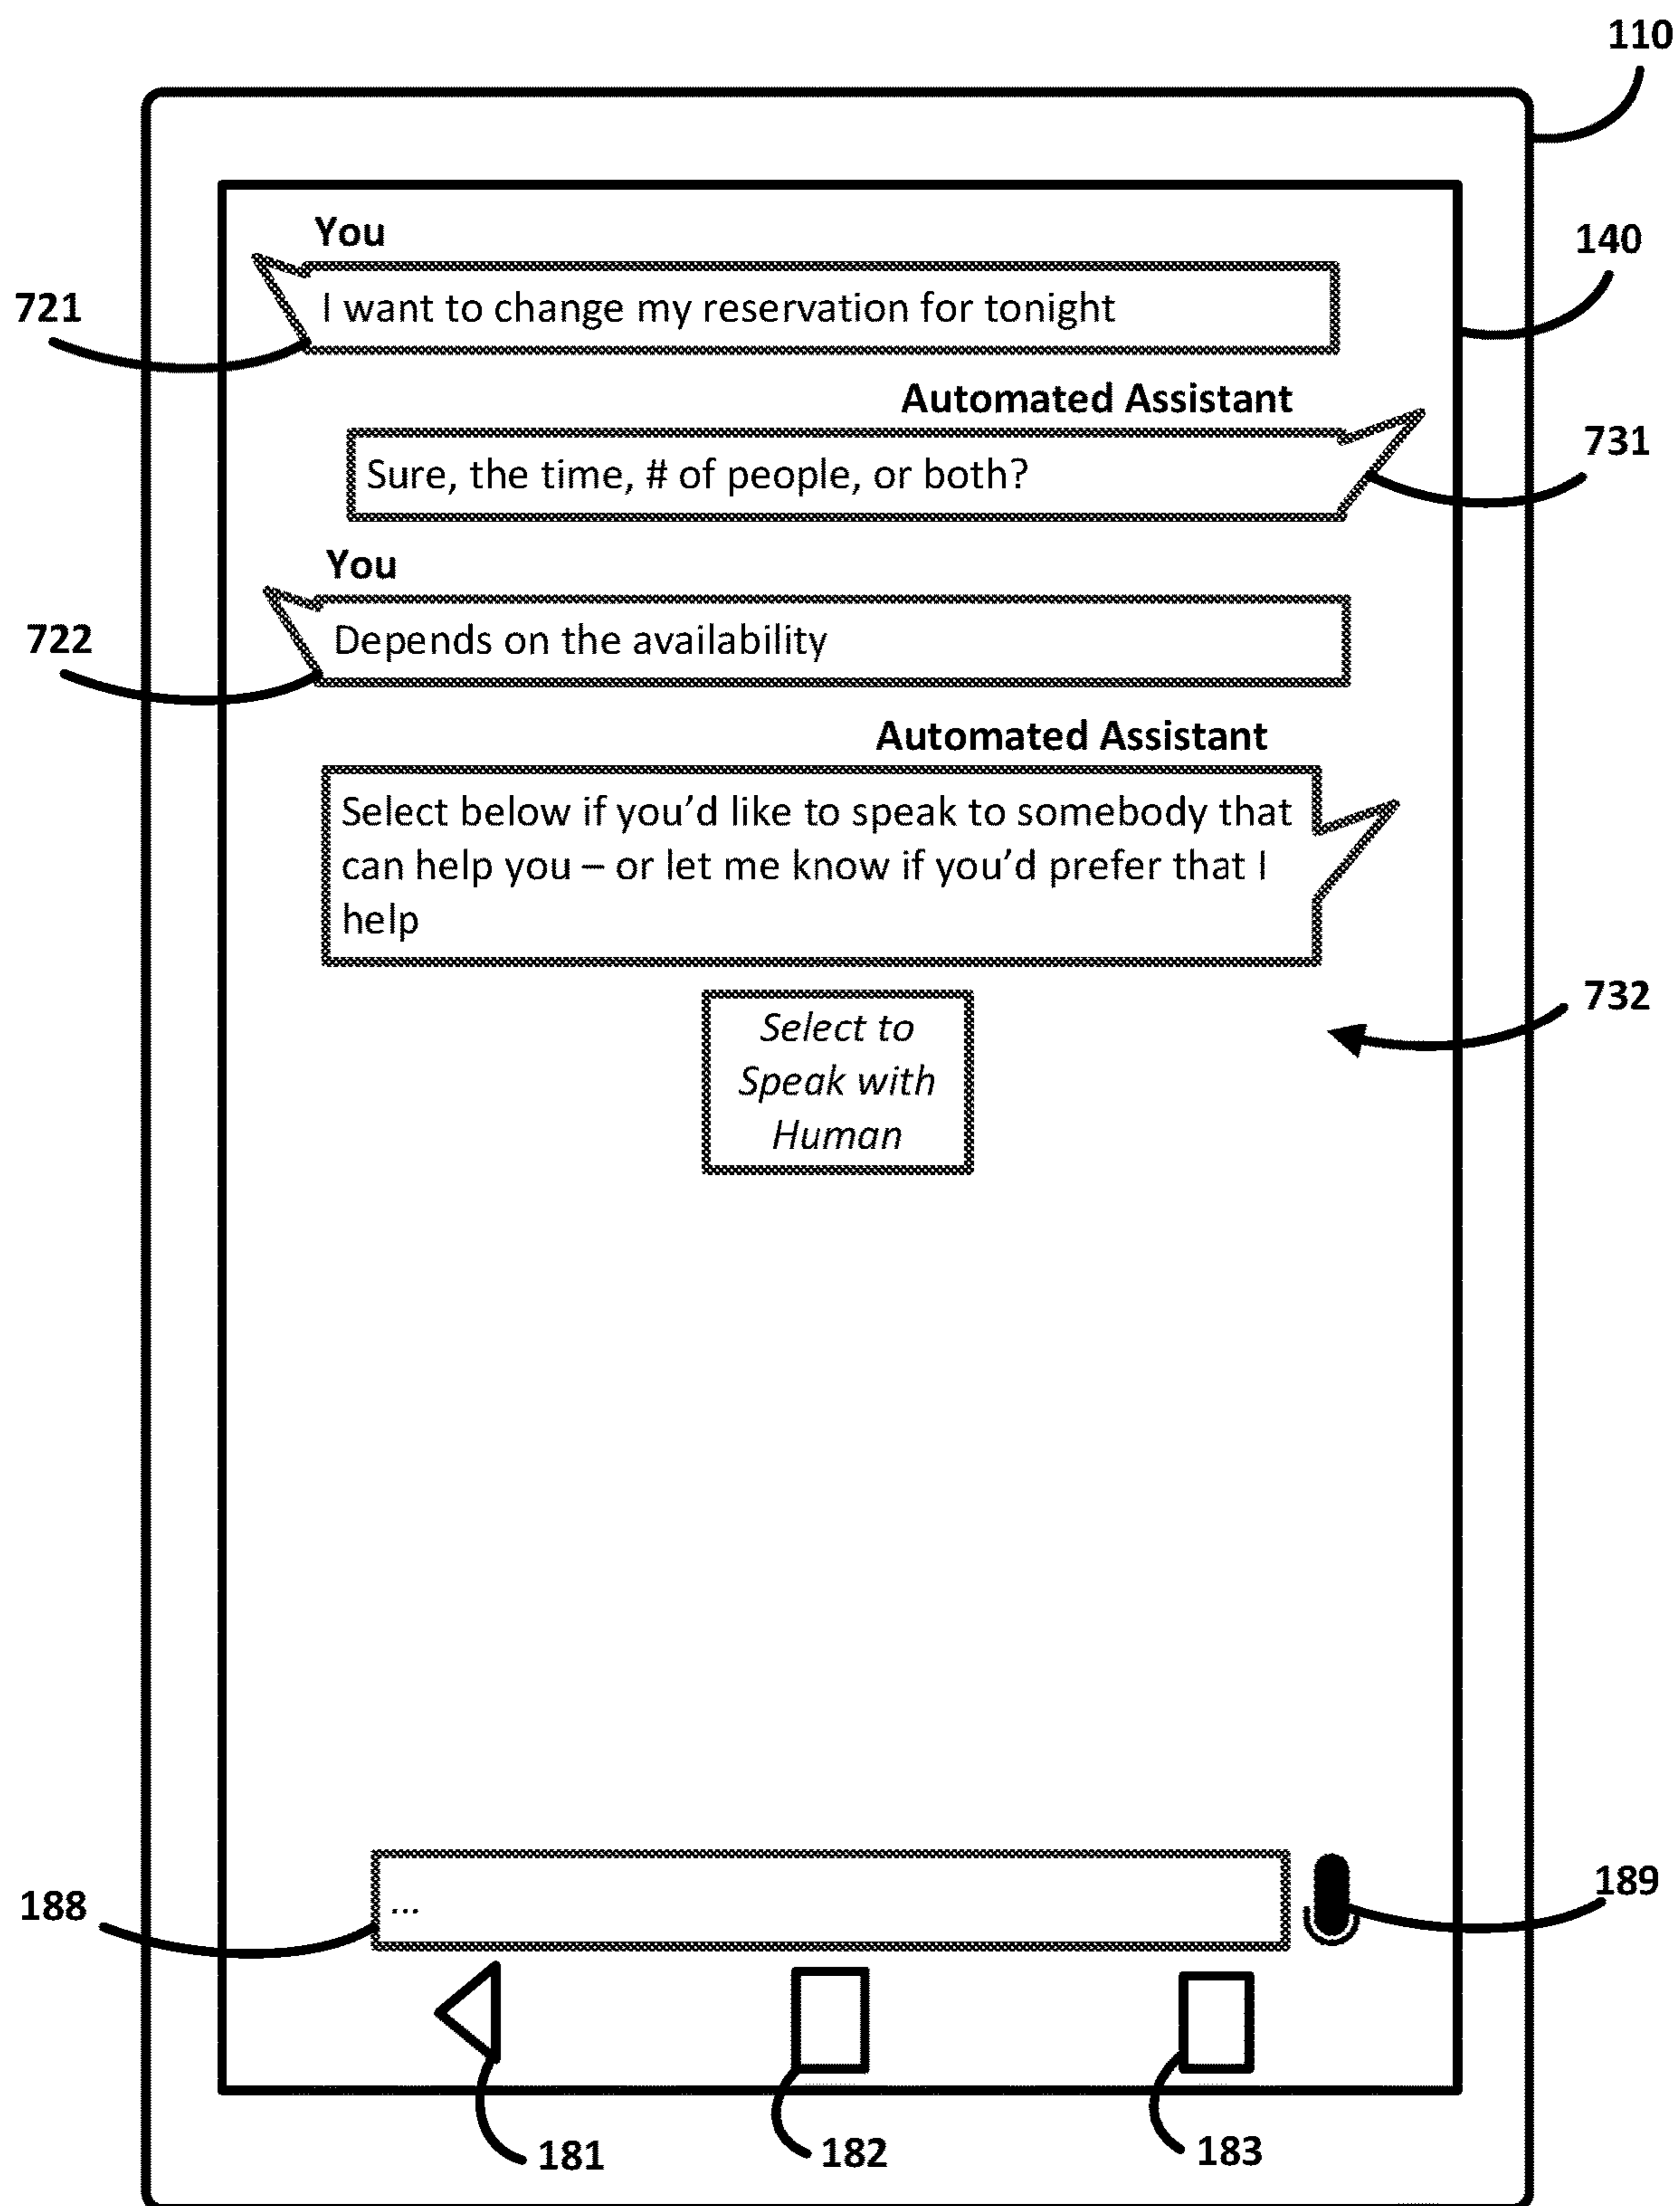 110
You
140
721
I want to change my reservation for tonight
Automated Assistant
731
Sure, the time, # of people, or both?
You
722
Depends on the availability
Automated Assistant
Select below if you’d like to speak to somebody that
can help you – or let me know if you’d prefer that I
help
732
Select to
Speak with
Human
188
...
189
181
182
183